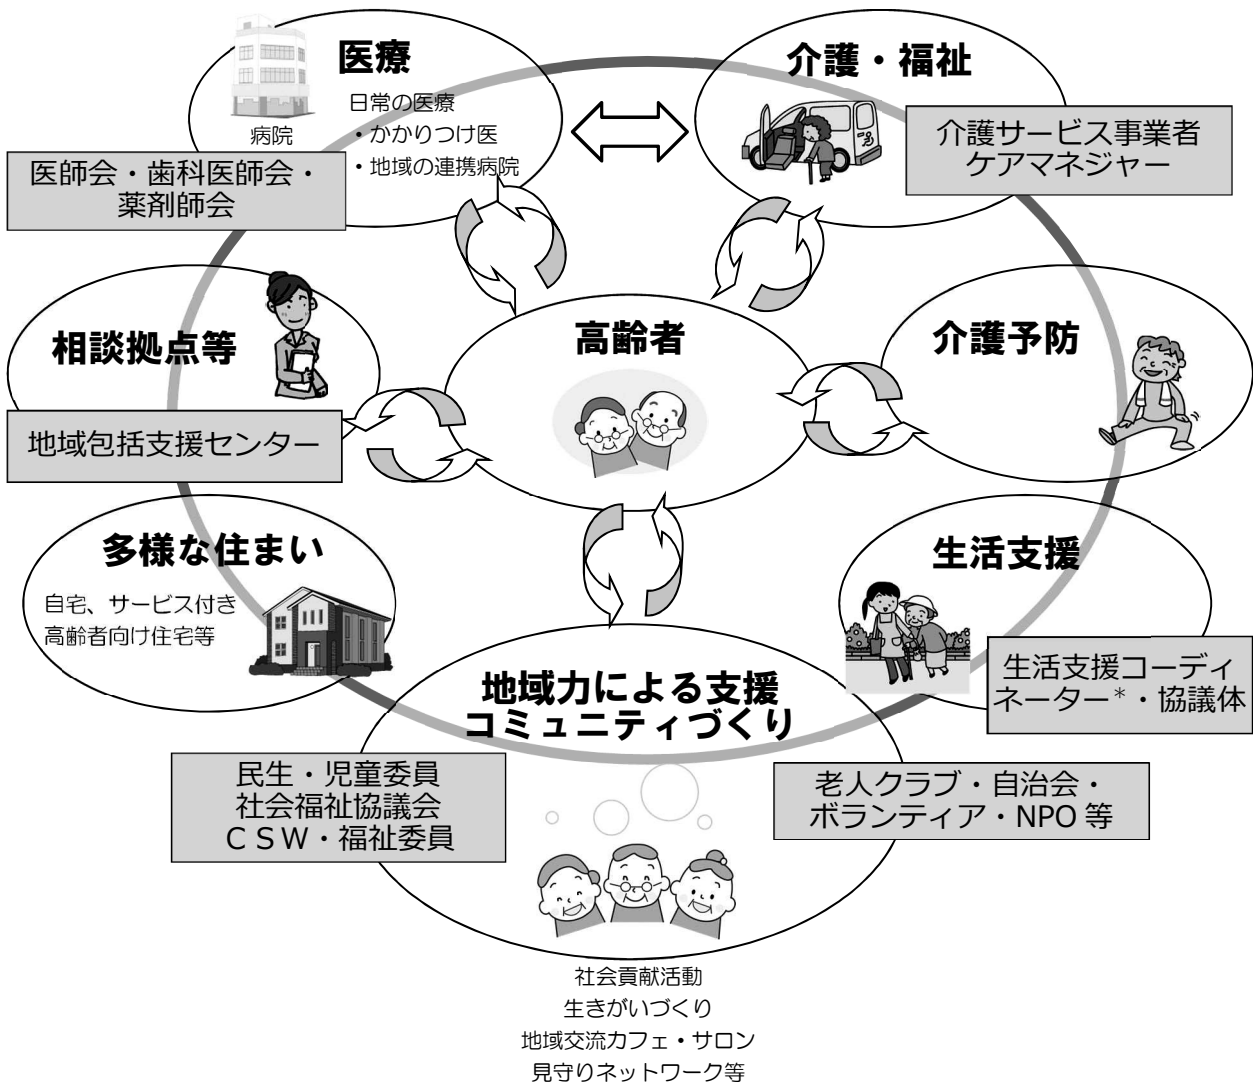 医療
日常の医療
・かかりつけ医
・地域の連携病院
病院
医師会・歯科医師会・
薬剤師会
介護・福祉
介護サービス事業者
ケアマネジャー
相談拠点等
地域包括支援センター
高齢者
介護予防
多様な住まい
自宅、サービス付き
高齢者向け住宅等
生活支援
生活支援コーディ
ネーター＊・協議体
地域力による支援
コミュニティづくり
民生・児童委員
社会福祉協議会
ＣＳＷ・福祉委員
老人クラブ・自治会・
ボランティア・NPO 等
社会貢献活動
生きがいづくり
地域交流カフェ・サロン
見守りネットワーク等